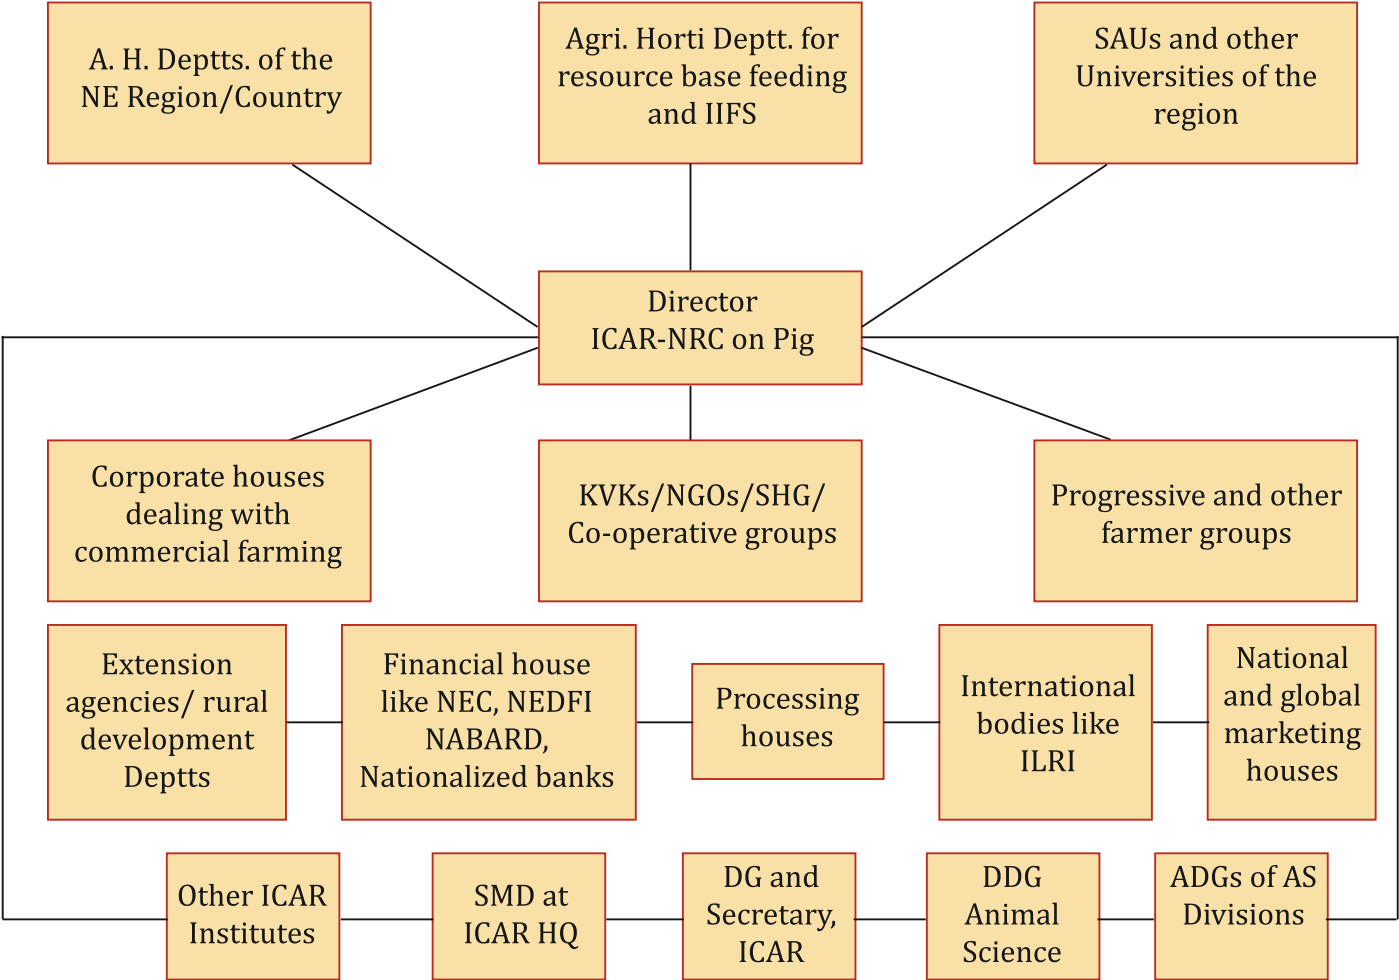 A. H. Deptts. of the
NE Region/Country
Agri. Horti Deptt. for
resource base feeding
and IIFS
SAUs and other
Universities of the
region
Director
ICAR-NRC on Pig
Corporate houses
dealing with
commercial farming
KVKs/NGOs/SHG/
Co-operative groups
Progressive and other
farmer groups
Extension
agencies/ rural
development
Deptts
Financial house
like NEC, NEDFI
NABARD,
Nationalized banks
Processing
houses
International
bodies like
ILRI
National
and global
marketing
houses
Other ICAR
Institutes
SMD at
ICAR HQ
DG and
Secretary,
ICAR
DDG
Animal
Science
ADGs of AS
Divisions